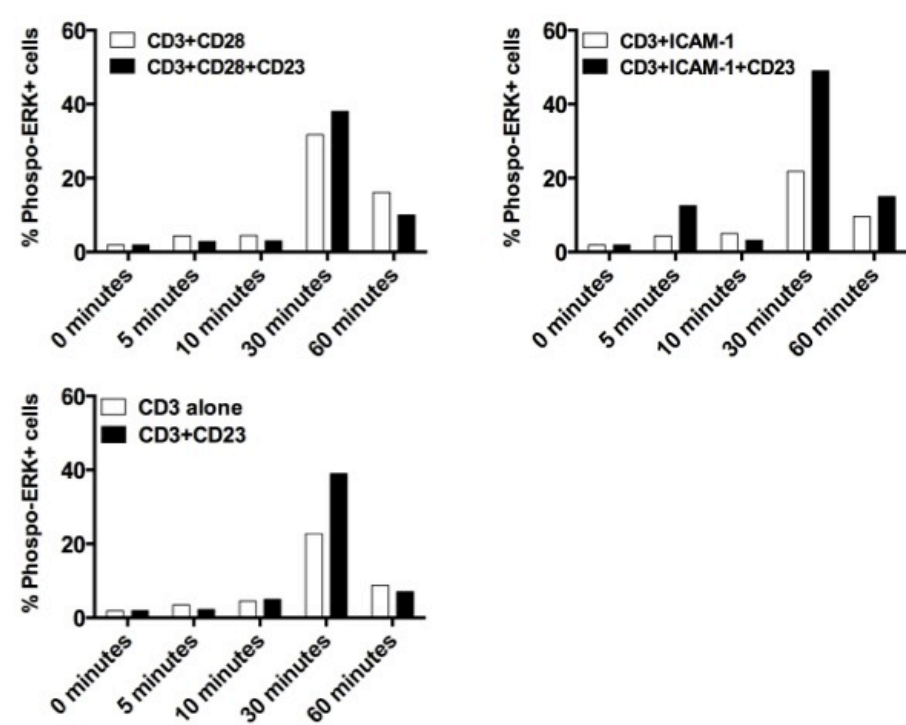 % Phospo-ERK+ cells
60
40
20
0
CD3+CD28
CD3+CD28+CD23
0 minutes
5 minutes
10 minutes
30 minutes
60 minutes
% Phospo-ERK+ cells
60
40
20
0
CD3+ICAM-1
CD3+ICAM-1+CD23
0 minutes
5 minutes
10 minutes
30 minutes
60 minutes
% Phospo-ERK+ cells
60
40
20
0
CD3 alone
CD3+CD23
0 minutes
5 minutes
10 minutes
30 minutes
60 minutes